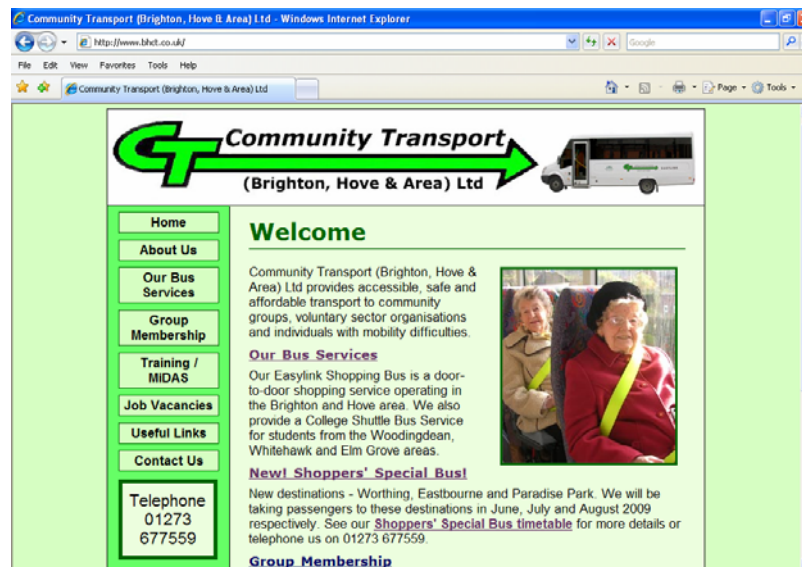 Community Transport (Brighton, Hove & Area) Ltd - Windows Internet Explorer
http://www.bhct.co.uk/
Google
File Edit View Favorites Tools Help
Community Transport (Brighton, Hove & Area) Ltd
Page Tools
CT Community Transport
(Brighton, Hove & Area) Ltd
Home
About Us
Our Bus
Services
Group
Membership
Training /
MiDAS
Job Vacancies
Useful Links
Contact Us
Telephone
01273
677559
Welcome
Community Transport (Brighton, Hove &
Area) Ltd provides accessible, safe and
affordable transport to community
groups, voluntary sector organisations
and individuals with mobility difficulties.
Our Bus Services
Our Easylink Shopping Bus is a door-
to-door shopping service operating in
the Brighton and Hove area. We also
provide a College Shuttle Bus Service
for students from the Woodingdean,
Whitehawk and Elm Grove areas.
New! Shoppers' Special Bus!
New destinations - Worthing, Eastbourne and Paradise Park. We will be
taking passengers to these destinations in June, July and August 2009
respectively. See our Shoppers' Special Bus timetable for more details or
telephone us on 01273 677559.
Group Membership